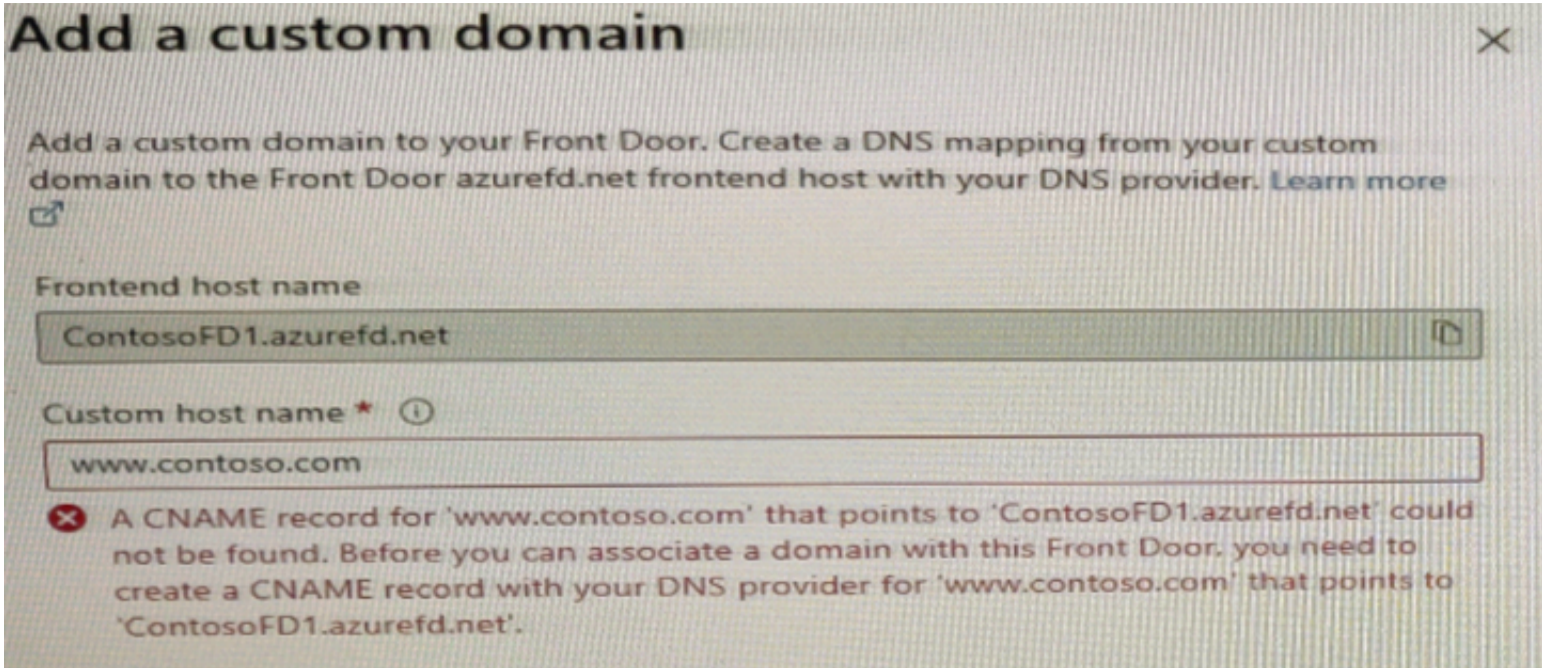 Add a custom domain
Add a custom domain to your Front Door. Create a DNS mapping from your custom
domain to the Front Door azurefd.net frontend host with your DNS provider. Learn more
Frontend host name
ContosoFD1.azurefd.net
Custom host name *
www.contoso.com
A CNAME record for 'www.contoso.com' that points to 'ContosoFD1.azurefd.net' could
not be found. Before you can associate a domain with this Front Door, you need to
create a CNAME record with your DNS provider for 'www.contoso.com' that points to
'ContosoFD1.azurefd.net'.